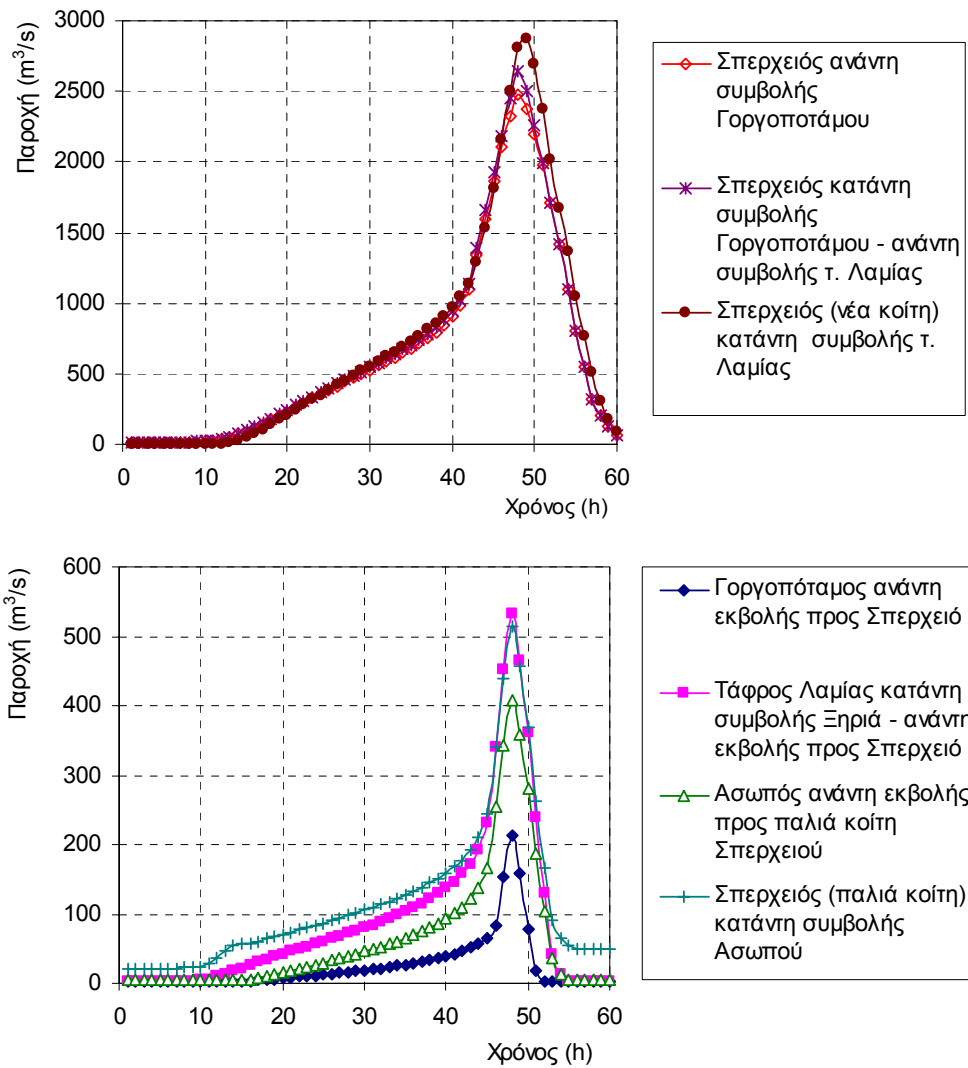 3000
2500
2000
1500
1000
500
0
Παροχή (m³/s)
0 10 20 30 40 50 60
Χρόνος (h)
Σπερχειός ανάντη
συμβολής
Γοργοποτάμου
Σπερχειός κατάντη
συμβολής
Γοργοποτάμου - ανάντη
συμβολής τ. Λαμίας
Σπερχειός (νέα κοίτη)
κατάντη συμβολής τ.
Λαμίας
600
500
400
300
200
100
0
Παροχή (m³/s)
0 10 20 30 40 50 60
Χρόνος (h)
Γοργοπόταμος ανάντη
εκβολής προς Σπερχειό
Τάφρος Λαμίας κατάντη
συμβολής Ξηριά - ανάντη
εκβολής προς Σπερχειό
Ασωπός ανάντη εκβολής
προς παλιά κοίτη
Σπερχειού
Σπερχειός (παλιά κοίτη)
κατάντη συμβολής
Ασωπού